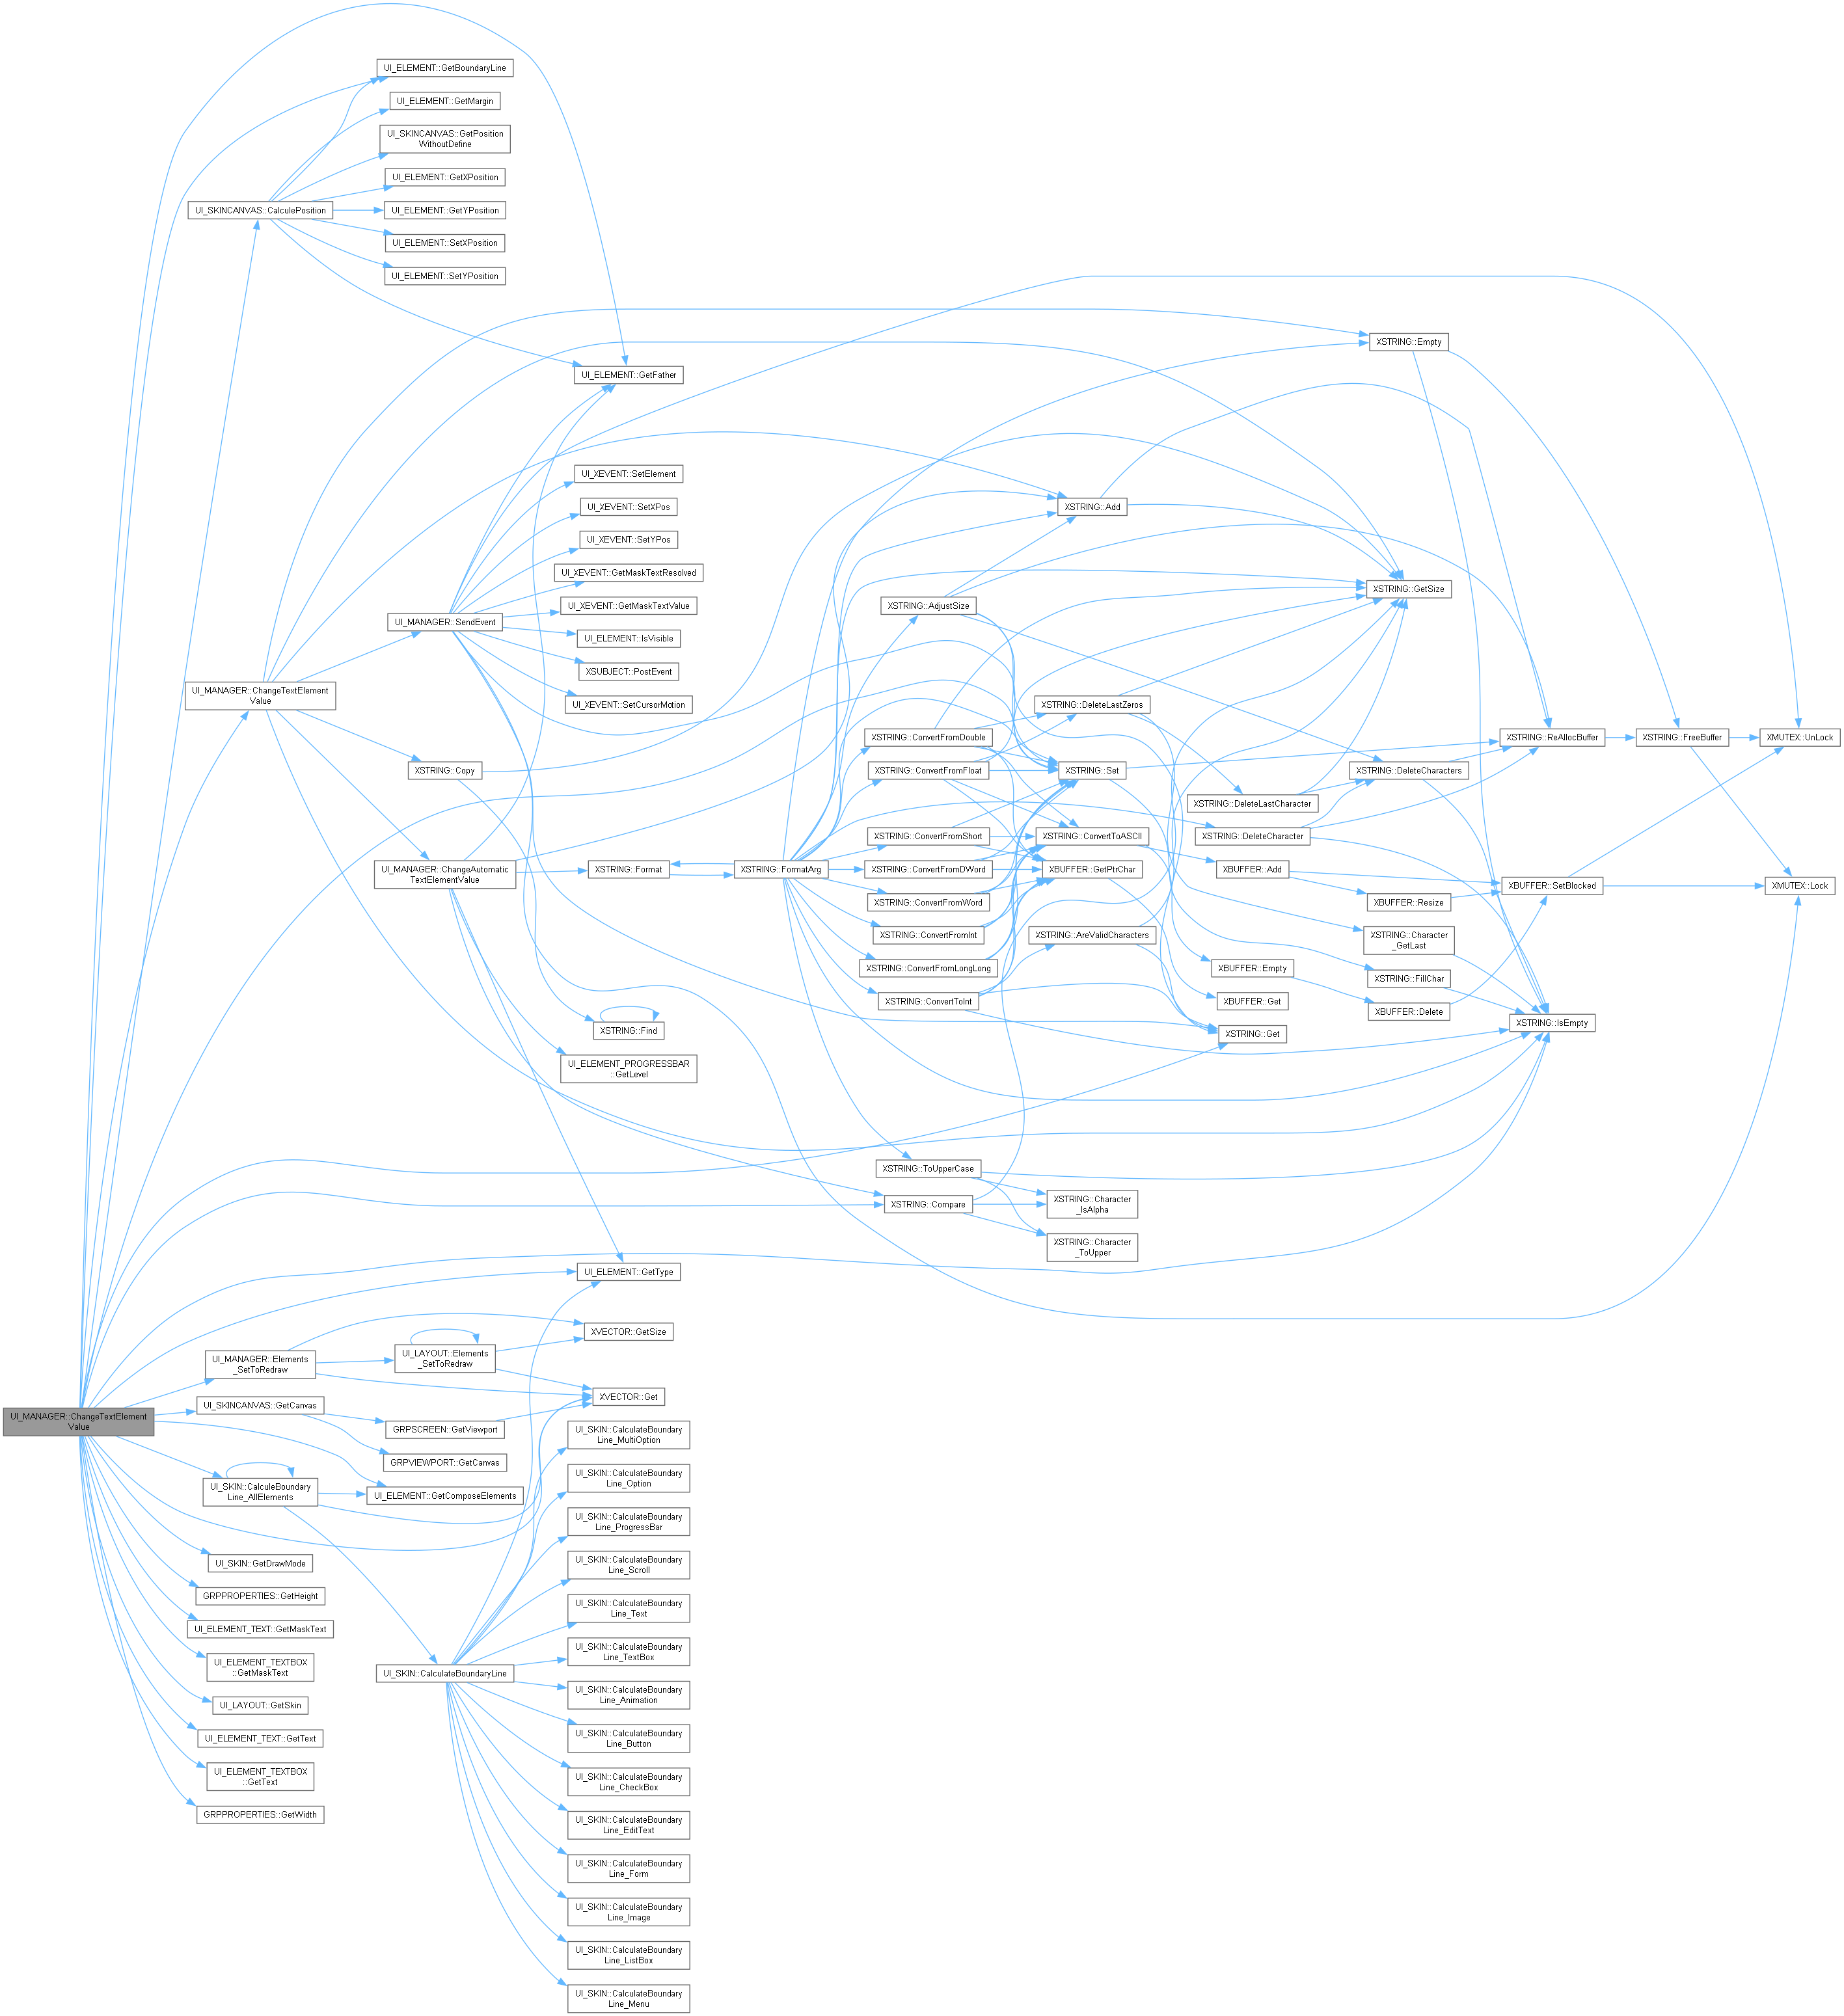 UI_ELEMENT::GetBoundaryLine
UI_ELEMENT::GetMargin
UI_SKINCANVAS::GetPosition
WithoutDefine
UI_ELEMENT::GetXPosition
UI_SKINCANVAS::CalculePosition
UI_ELEMENT::GetYPosition
UI_ELEMENT::SetXPosition
UI_ELEMENT::SetYPosition
XSTRING::Empty
UI_ELEMENT::GetFather
UI_XEVENT::SetElement
UI_XEVENT::SetXPos
XSTRING::Add
UI_XEVENT::SetYPos
UI_XEVENT::GetMaskTextResolved
XSTRING::GetSize
UI_XEVENT::GetMaskTextValue
XSTRING::AdjustSize
UI_MANAGER::SendEvent
UI_ELEMENT::IsVisible
XSUBJECT::PostEvent
UI_MANAGER::ChangeTextElement
Value
UI_XEVENT::SetCursorMotion
XSTRING::DeleteLastZeros
XSTRING::ConvertFromDouble
XSTRING::ReAllocBuffer
XSTRING::FreeBuffer
XMUTEX::UnLock
XSTRING::Copy
XSTRING::ConvertFromFloat
XSTRING::Set
XSTRING::DeleteCharacters
XSTRING::DeleteLastCharacter
XSTRING::ConvertFromShort
XSTRING::ConvertToASCII
XSTRING::DeleteCharacter
UI_MANAGER::ChangeAutomatic
TextElementValue
XSTRING::Format
XSTRING::FormatArg
XSTRING::ConvertFromDWord
XBUFFER::GetPtrChar
XBUFFER::Add
XBUFFER::SetBlocked
XMUTEX::Lock
XSTRING::ConvertFromWord
XBUFFER::Resize
XSTRING::ConvertFromInt
XSTRING::AreValidCharacters
XSTRING::Character
_GetLast
XSTRING::ConvertFromLongLong
XBUFFER::Empty
XSTRING::FillChar
XSTRING::ConvertToInt
XBUFFER::Get
XBUFFER::Delete
XSTRING::Find
XSTRING::Get
XSTRING::IsEmpty
UI_ELEMENT_PROGRESSBAR
::GetLevel
XSTRING::ToUpperCase
XSTRING::Compare
XSTRING::Character
_IsAlpha
XSTRING::Character
_ToUpper
UI_ELEMENT::GetType
XVECTOR::GetSize
UI_MANAGER::Elements
_SetToRedraw
UI_LAYOUT::Elements
_SetToRedraw
XVECTOR::Get
UI_MANAGER::ChangeTextElement
Value
UI_SKINCANVAS::GetCanvas
GRPSCREEN::GetViewport
UI_SKIN::CalculateBoundary
Line_MultiOption
GRPVIEWPORT::GetCanvas
UI_SKIN::CalculateBoundary
Line_Option
UI_SKIN::CalculeBoundary
Line_AllElements
UI_ELEMENT::GetComposeElements
UI_SKIN::CalculateBoundary
Line_ProgressBar
UI_SKIN::GetDrawMode
UI_SKIN::CalculateBoundary
Line_Scroll
GRPPROPERTIES::GetHeight
UI_SKIN::CalculateBoundary
Line_Text
UI_ELEMENT_TEXT::GetMaskText
UI_SKIN::CalculateBoundary
Line_TextBox
UI_ELEMENT_TEXTBOX
::GetMaskText
UI_SKIN::CalculateBoundaryLine
UI_SKIN::CalculateBoundary
Line_Animation
UI_LAYOUT::GetSkin
UI_SKIN::CalculateBoundary
Line_Button
UI_ELEMENT_TEXT::GetText
UI_ELEMENT_TEXTBOX
::GetText
UI_SKIN::CalculateBoundary
Line_CheckBox
GRPPROPERTIES::GetWidth
UI_SKIN::CalculateBoundary
Line_EditText
UI_SKIN::CalculateBoundary
Line_Form
UI_SKIN::CalculateBoundary
Line_Image
UI_SKIN::CalculateBoundary
Line_ListBox
UI_SKIN::CalculateBoundary
Line_Menu